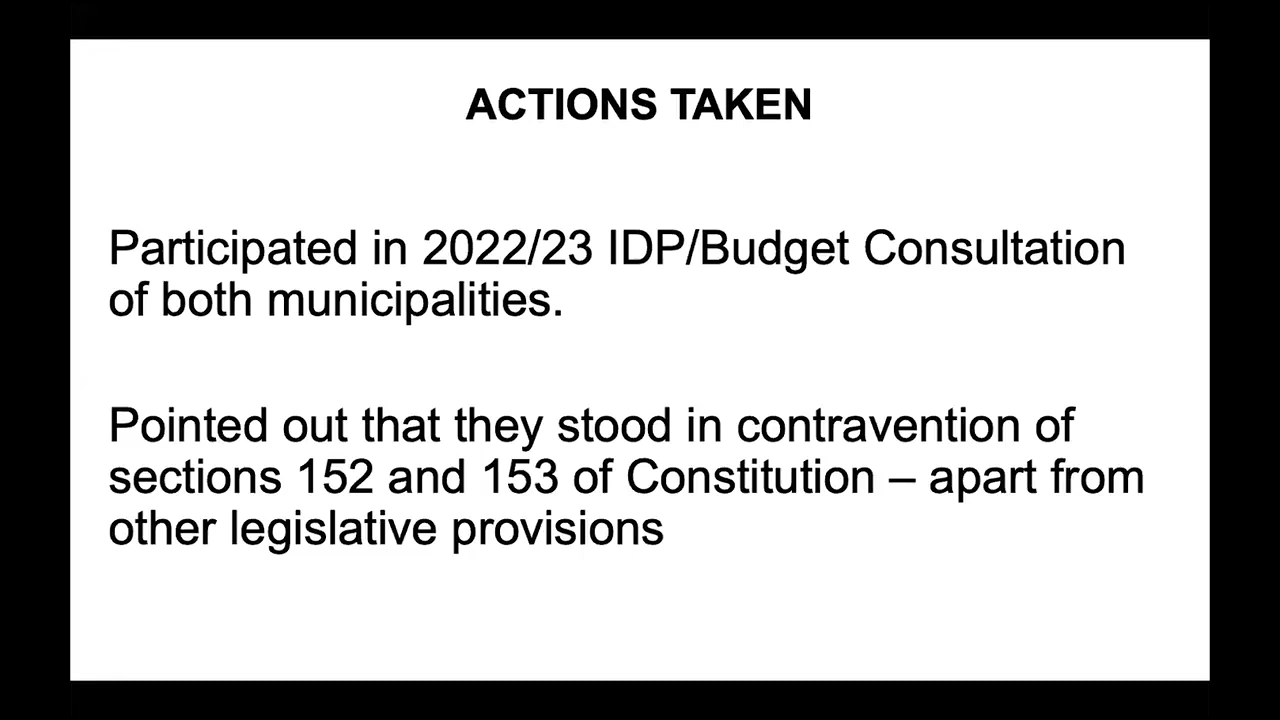 ACTIONS TAKEN
Participated in 2022/23 IDP/Budget Consultation
of both municipalities.
Pointed out that they stood in contravention of
sections 152 and 153 of Constitution – apart from
other legislative provisions